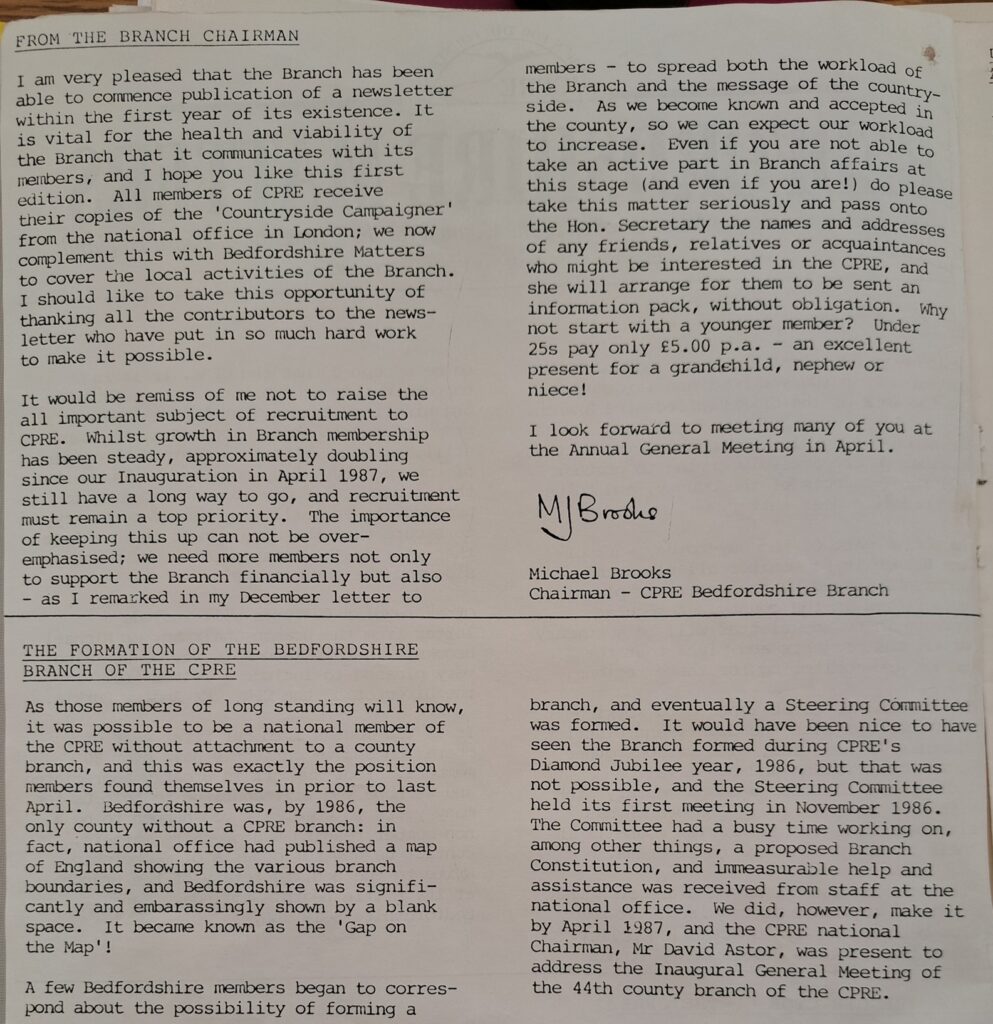 FROM THE BRANCH CHAIRMAN
I am very pleased that the Branch has been
able to commence publication of a newsletter
within the first year of its existence. It
is vital for the health and viability of
the Branch that it communicates with its
members, and I hope you like this first
edition. All members of CPRE receive
their copies of the 'Countryside Campaigner'
from the national office in London; we now
complement this with Bedfordshire Matters
to cover the local activities of the Branch.
I should like to take this opportunity of
thanking all the contributors to the news-
letter who have put in so much hard work
to make it possible.
It would be remiss of me not to raise the
all important subject of recruitment to
CPRE. Whilst growth in Branch membership
has been steady, approximately doubling
since our Inauguration in April 1987, we
still have a long way to go, and recruitment
must remain a top priority. The importance
of keeping this up can not be over-
emphasised; we need more members not only
to support the Branch financially but also
- as I remarked in my December letter to
members - to spread both the workload of
the Branch and the message of the country-
side. As we become known and accepted in
the county, so we can expect our workload
to increase. Even if you are not able to
take an active part in Branch affairs at
this stage (and even if you are!) do please
take this matter seriously and pass onto
the Hon. Secretary the names and addresses
of any friends, relatives or acquaintances
who might be interested in the CPRE, and
she will arrange for them to be sent an
information pack, without obligation. Why
not start with a younger member? Under
25s pay only £5.00 p.a. - an excellent
present for a grandchild, nephew or
niece!
I look forward to meeting many of you at
the Annual General Meeting in April.
MJBrooks
Michael Brooks
Chairman - CPRE Bedfordshire Branch
THE FORMATION OF THE BEDFORDSHIRE
BRANCH OF THE CPRE
As those members of long standing will know,
it was possible to be a national member of
the CPRE without attachment to a county
branch, and this was exactly the position
members found themselves in prior to last
April. Bedfordshire was, by 1986, the
only county without a CPRE branch: in
fact, national office had published a map
of England showing the various branch
boundaries, and Bedfordshire was signifi-
cantly and embarassingly shown by a blank
space. It became known as the 'Gap on
the Map'!
A few Bedfordshire members began to corres-
pond about the possibility of forming a
branch, and eventually a Steering Committee
was formed. It would have been nice to have
seen the Branch formed during CPRE's
Diamond Jubilee year, 1986, but that was
not possible, and the Steering Committee
held its first meeting in November 1986.
The Committee had a busy time working on,
among other things, a proposed Branch
Constitution, and immeasurable help and
assistance was received from staff at the
national office. We did, however, make it
by April 1987, and the CPRE national
Chairman, Mr David Astor, was present to
address the Inaugural General Meeting of
the 44th county branch of the CPRE.